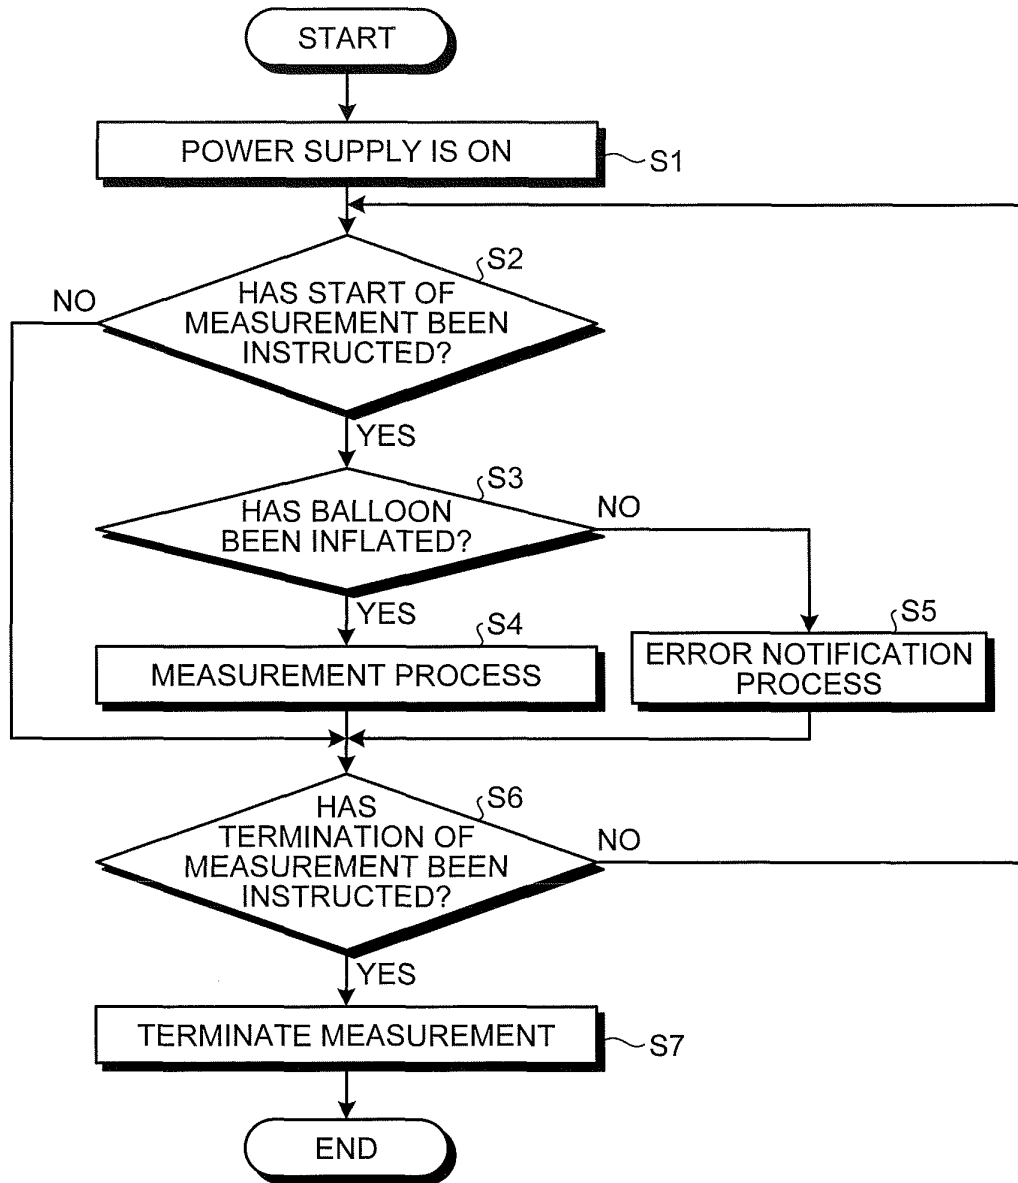 START
POWER SUPPLY IS ON
S1
S2
HAS START OF
MEASUREMENT BEEN
INSTRUCTED?
NO
YES
S3
HAS BALLOON
BEEN INFLATED?
NO
YES
S4
MEASUREMENT PROCESS
S5
ERROR NOTIFICATION
PROCESS
S6
HAS
TERMINATION OF
MEASUREMENT BEEN
INSTRUCTED?
NO
YES
TERMINATE MEASUREMENT
S7
END